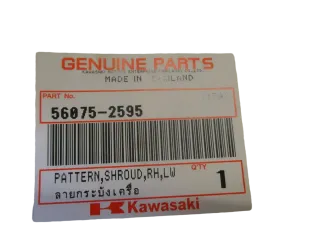 GENUINE PARTS
MADE IN THAILAND
PART No.
56075-2595
PATTERN,SHROUD,RH,LW
QTY
1
ลายกระบังเครื่อ
Kawasaki